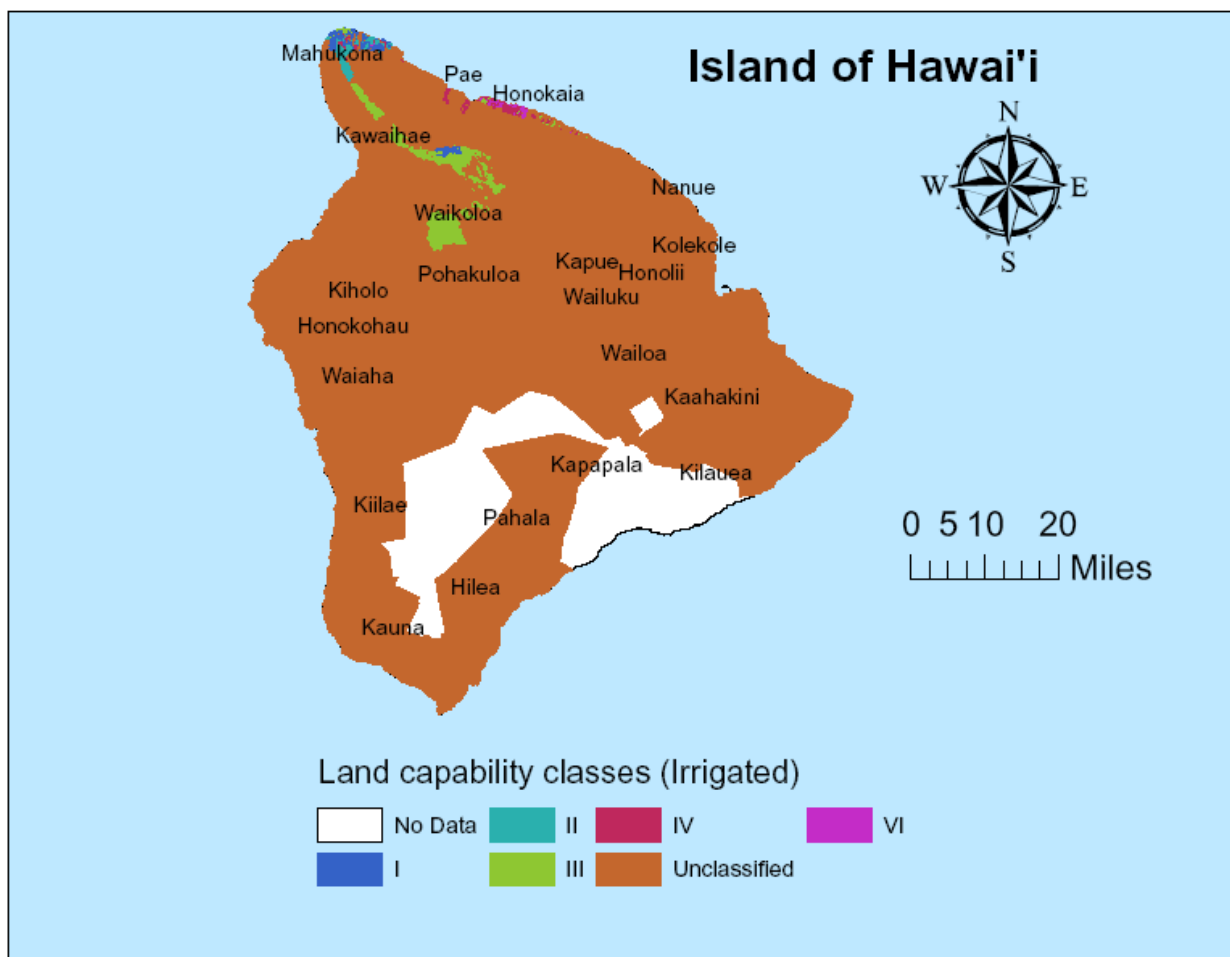 Island of Hawai'i
Mahukona
Pae
Honokaia
N
Kawaihae
W
E
Nanue
Waikoloa
Kolekole
S
Kapue
Honolii
Pohakuloa
Kiholo
Wailuku
Honokohau
Wailoa
Waiaha
Kaahakini
Kapapala
Kilauea
Kiilae
Pahala
0 5 10 20
Miles
Hilea
Kauna
Land capability classes (Irrigated)
No Data II IV VI
I III Unclassified